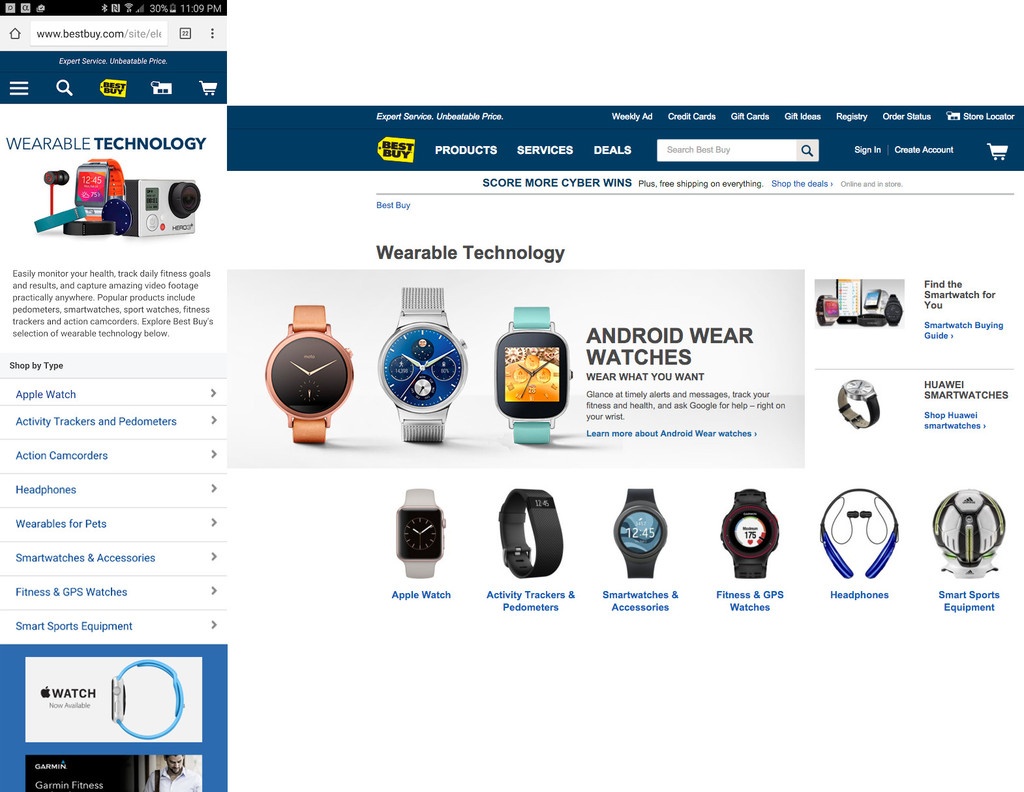 30% 11:09 PM
www.bestbuy.com/site/ele
22
Expert Service. Unbeatable Price.
BEST
BUY
WEARABLE TECHNOLOGY
12:45
75°
HERO3+
Easily monitor your health, track daily fitness goals
and results, and capture amazing video footage
practically anywhere. Popular products include
pedometers, smartwatches, sport watches, fitness
trackers and action camcorders. Explore Best Buy's
selection of wearable technology below.
Shop by Type
Apple Watch
Activity Trackers and Pedometers
Action Camcorders
Headphones
Wearables for Pets
Smartwatches & Accessories
Fitness & GPS Watches
Smart Sports Equipment
WATCH
Now Available
GARMIN
Garmin Fitness
Expert Service. Unbeatable Price.
Weekly Ad Credit Cards Gift Cards Gift Ideas Registry Order Status Store Locator
BEST
BUY
PRODUCTS SERVICES DEALS Search Best Buy Sign In Create Account
SCORE MORE CYBER WINS Plus, free shipping on everything. Shop the deals › Online and in store.
Best Buy
Wearable Technology
ANDROID WEAR
WATCHES
WEAR WHAT YOU WANT
Glance at timely alerts and messages, track your
fitness and health, and ask Google for help – right on
your wrist.
Learn more about Android Wear watches ›
Find the
Smartwatch for
You
Smartwatch Buying
Guide ›
HUAWEI
SMARTWATCHES
Shop Huawei
smartwatches ›
12:45
12:45
175
adidas
Apple Watch
Activity Trackers &
Pedometers
Smartwatches &
Accessories
Fitness & GPS
Watches
Headphones
Smart Sports
Equipment